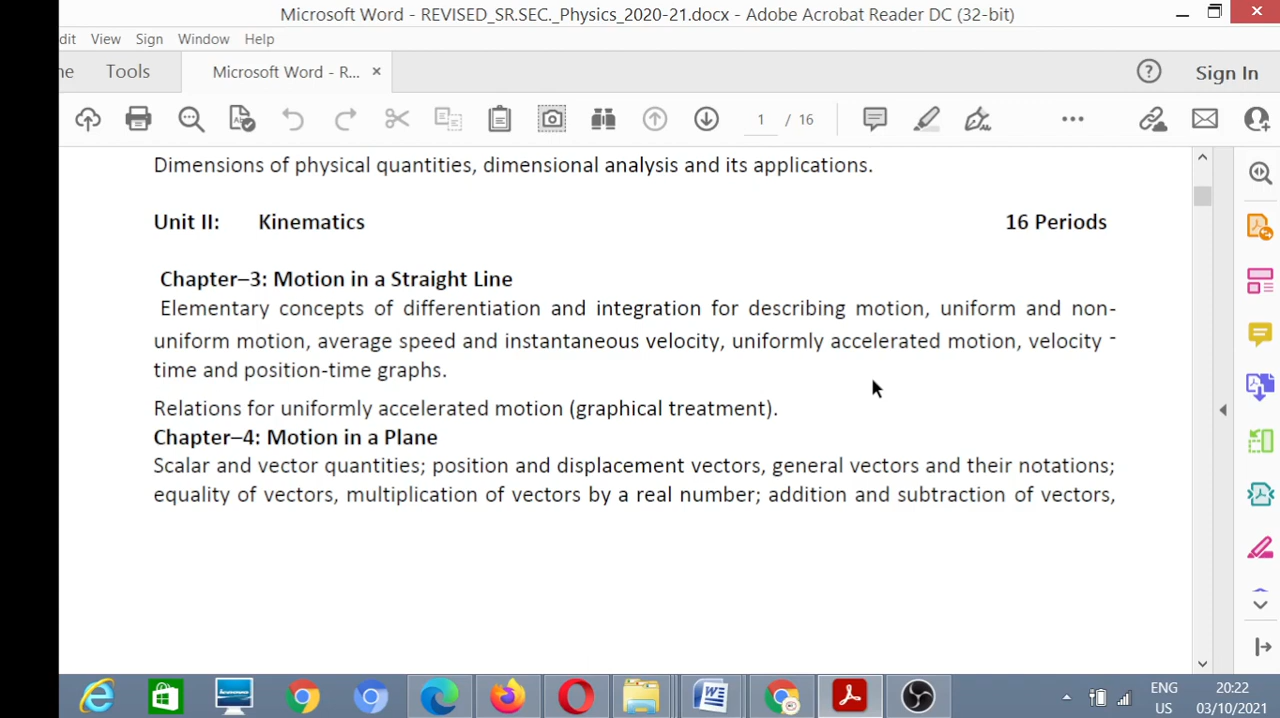 Microsoft Word - REVISED_SR.SEC._Physics_2020-21.docx - Adobe Acrobat Reader DC (32-bit)
dit View Sign Window Help
me Tools Microsoft Word - R... × Sign In
1 / 16
Dimensions of physical quantities, dimensional analysis and its applications.
Unit II: Kinematics 16 Periods
Chapter–3: Motion in a Straight Line
Elementary concepts of differentiation and integration for describing motion, uniform and non-
uniform motion, average speed and instantaneous velocity, uniformly accelerated motion, velocity -
time and position-time graphs.
Relations for uniformly accelerated motion (graphical treatment).
Chapter–4: Motion in a Plane
Scalar and vector quantities; position and displacement vectors, general vectors and their notations;
equality of vectors, multiplication of vectors by a real number; addition and subtraction of vectors,
ENG 20:22
US 03/10/2021